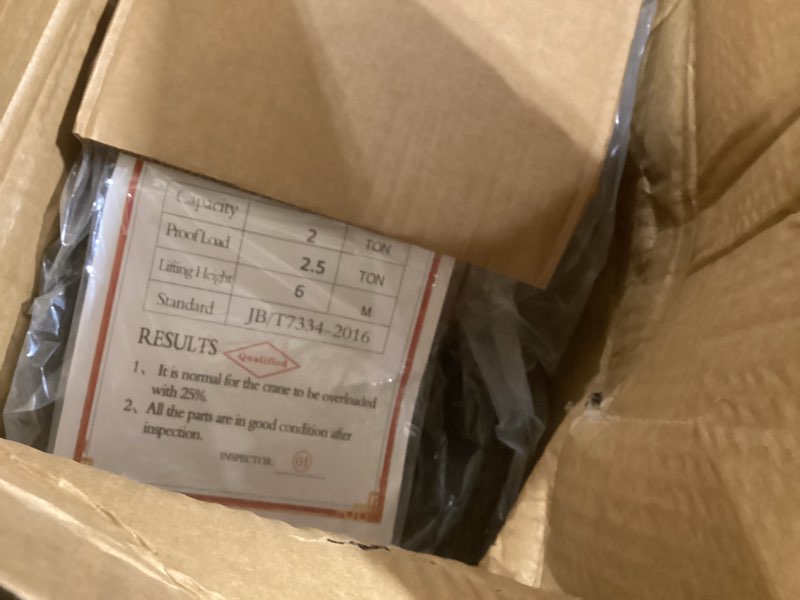 Capacity 2 TON
Proof Load 2.5 TON
Lifting Height 6 M
Standard JB/T7334-2016
RESULTS Qualified
1、 It is normal for the crane to be overloaded
with 25%.
2、 All the parts are in good condition after
inspection.
INSPECTOR: 01